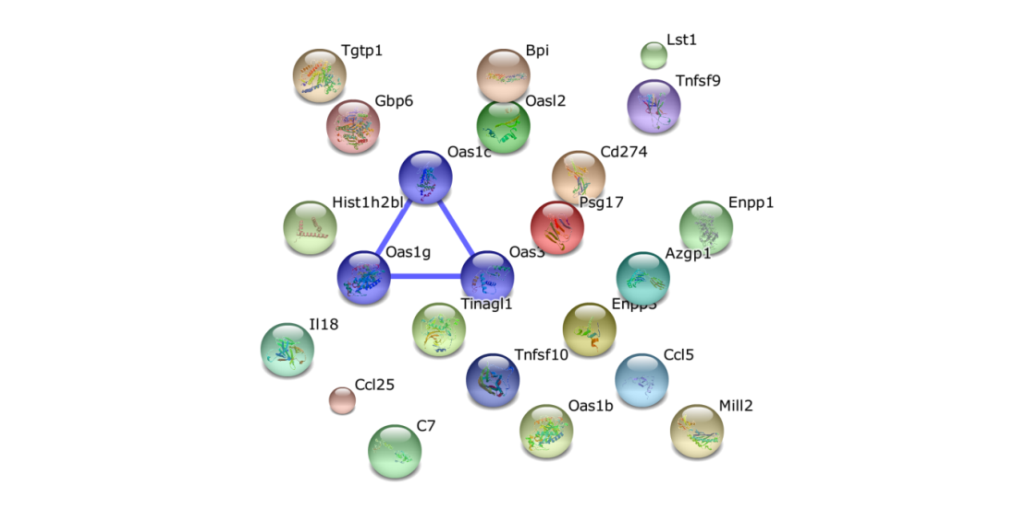 Lst1
Tgtp1
Bpi
Tnfsf9
Gbp6
Oasl2
Oas1c
Cd274
Hist1h2bl
Psg17
Enpp1
Oas1g
Oas3
Azgp1
Tinagl1
Enpp3
Il18
Tnfsf10
Ccl5
Ccl25
Oas1b
Mill2
C7